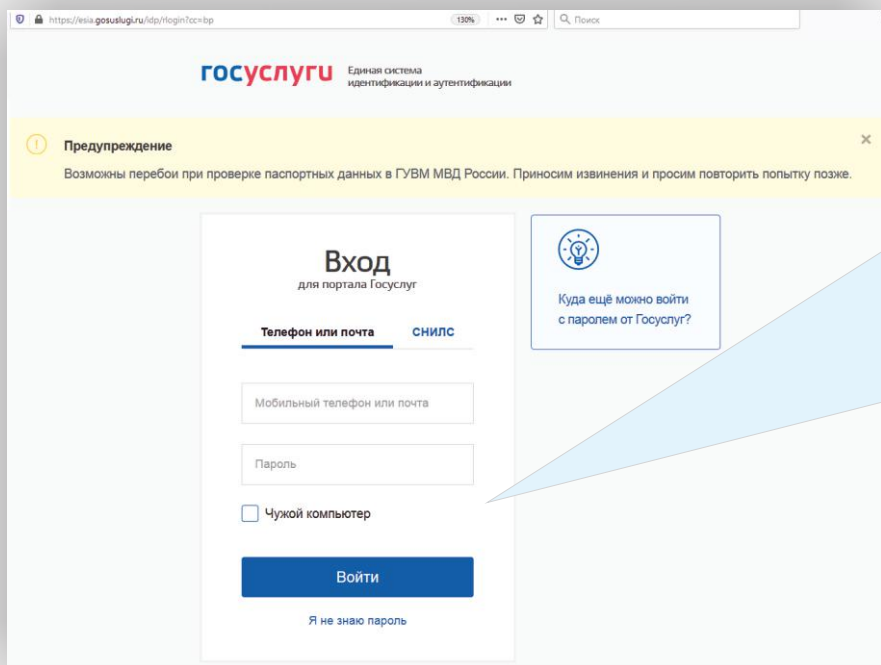 https://esia.gosuslugi.ru/idp/rlogin?cc=bp
130%
Поиск
госуслуги
Единая система
идентификации и аутентификации
Предупреждение
Возможны перебои при проверке паспортных данных в ГУВМ МВД России. Приносим извинения и просим повторить попытку позже.
Вход
для портала Госуслуг
Телефон или почта
СНИЛС
Мобильный телефон или почта
Пароль
Чужой компьютер
Войти
Я не знаю пароль
Куда ещё можно войти
с паролем от Госуслуг?